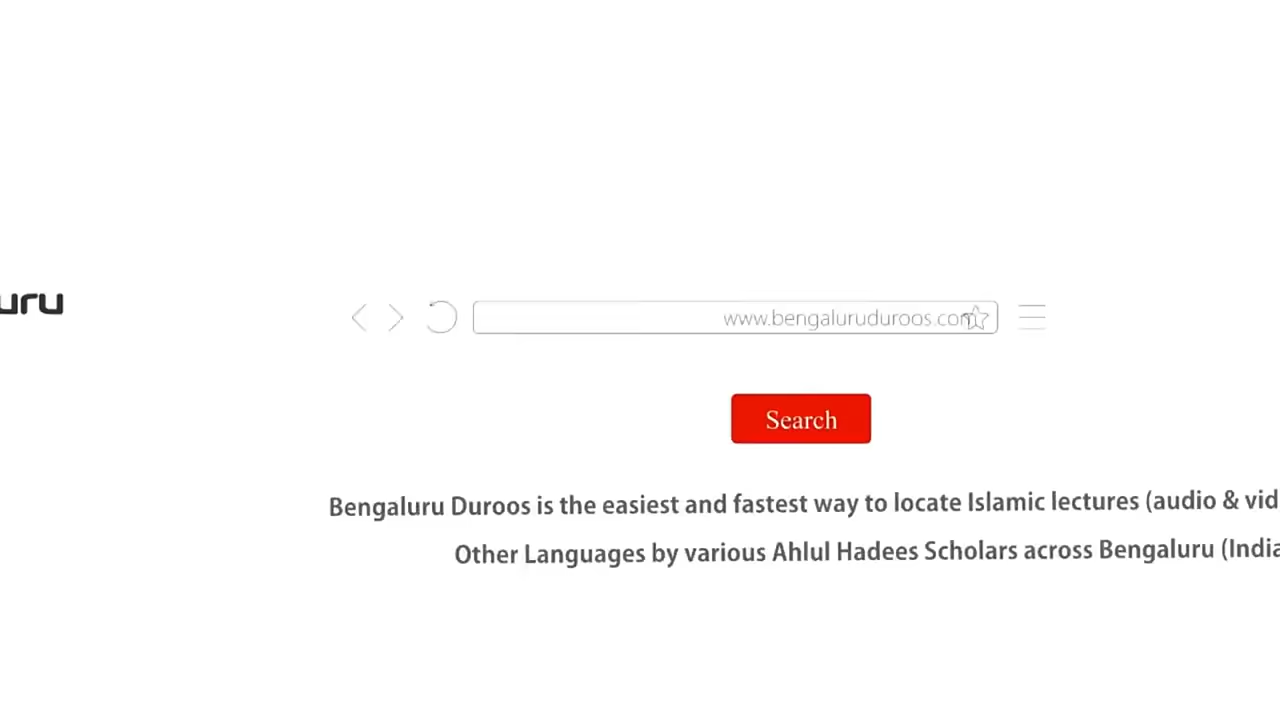 uru
www.bengaluruduroos.com
Search
Bengaluru Duroos is the easiest and fastest way to locate Islamic lectures (audio & vid
Other Languages by various Ahlul Hadees Scholars across Bengaluru (India